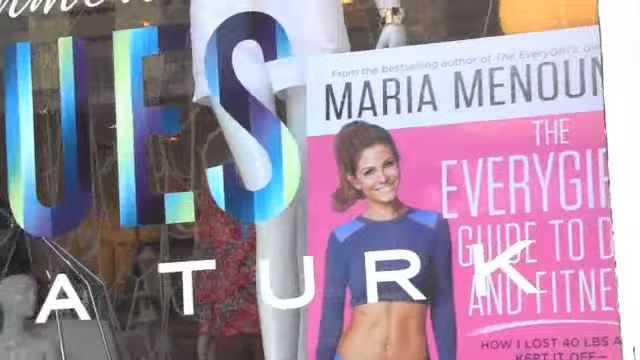 UES
ATURK
From the bestselling author of The EveryGirl's G
MARIA MENOUN
THE
EVERYGIR
GUIDE TO D
AND FITNE
HOW I LOST 40 LBS A
KEPT IT OFF—